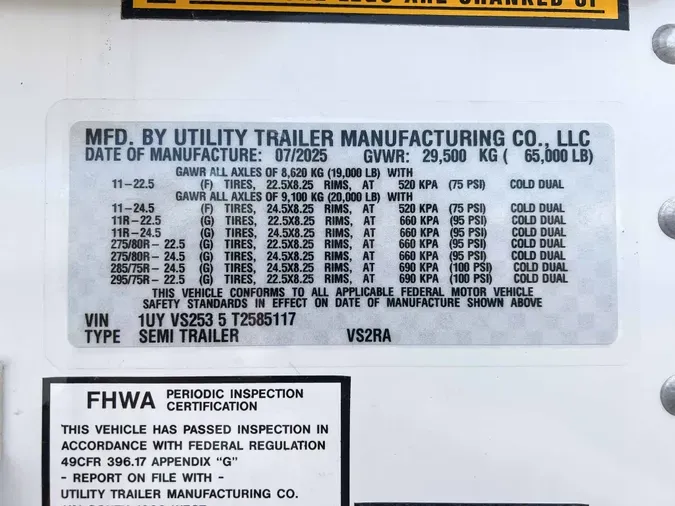 LEGS ARE CRANKED UP
MFD. BY UTILITY TRAILER MANUFACTURING CO., LLC
DATE OF MANUFACTURE: 07/2025 GVWR: 29,500 KG ( 65,000 LB)
GAWR ALL AXLES OF 8,620 KG (19,000 LB) WITH
11-22.5 (F) TIRES, 22.5X8.25 RIMS, AT 520 KPA (75 PSI) COLD DUAL
GAWR ALL AXLES OF 9,100 KG (20,000 LB) WITH
11-24.5 (F) TIRES, 24.5X8.25 RIMS, AT 520 KPA (75 PSI) COLD DUAL
11R-22.5 (G) TIRES, 22.5X8.25 RIMS, AT 660 KPA (95 PSI) COLD DUAL
11R-24.5 (G) TIRES, 24.5X8.25 RIMS, AT 660 KPA (95 PSI) COLD DUAL
275/80R- 22.5 (G) TIRES, 22.5X8.25 RIMS, AT 660 KPA (95 PSI) COLD DUAL
275/80R- 24.5 (G) TIRES, 24.5X8.25 RIMS, AT 660 KPA (95 PSI) COLD DUAL
285/75R- 24.5 (G) TIRES, 24.5X8.25 RIMS, AT 690 KPA (100 PSI) COLD DUAL
295/75R- 22.5 (G) TIRES, 22.5X8.25 RIMS, AT 690 KPA (100 PSI) COLD DUAL
THIS VEHICLE CONFORMS TO ALL APPLICABLE FEDERAL MOTOR VEHICLE
SAFETY STANDARDS IN EFFECT ON DATE OF MANUFACTURE SHOWN ABOVE
VIN 1UY VS253 5 T2585117
TYPE SEMI TRAILER VS2RA
FHWA PERIODIC INSPECTION
CERTIFICATION
THIS VEHICLE HAS PASSED INSPECTION IN
ACCORDANCE WITH FEDERAL REGULATION
49CFR 396.17 APPENDIX "G"
- REPORT ON FILE WITH -
UTILITY TRAILER MANUFACTURING CO.